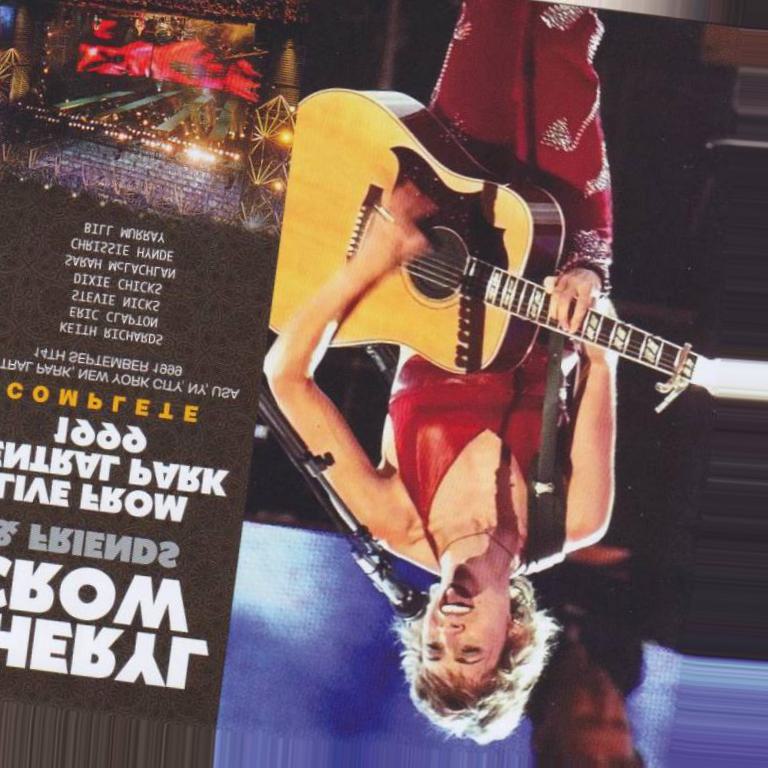 HERYL
CROW
& FRIENDS
LIVE FROM
ENTRAL PARK
1999
COMPLETE
TRAL PARK, NEW YORK CITY, NY, USA
14TH SEPTEMBER 1999
KEITH RICHARDS
ERIC CLAPTON
STEVIE NICKS
DIXIE CHICKS
SARAH McLACHLAN
CHRISSIE HYNDE
BILL MURRAY